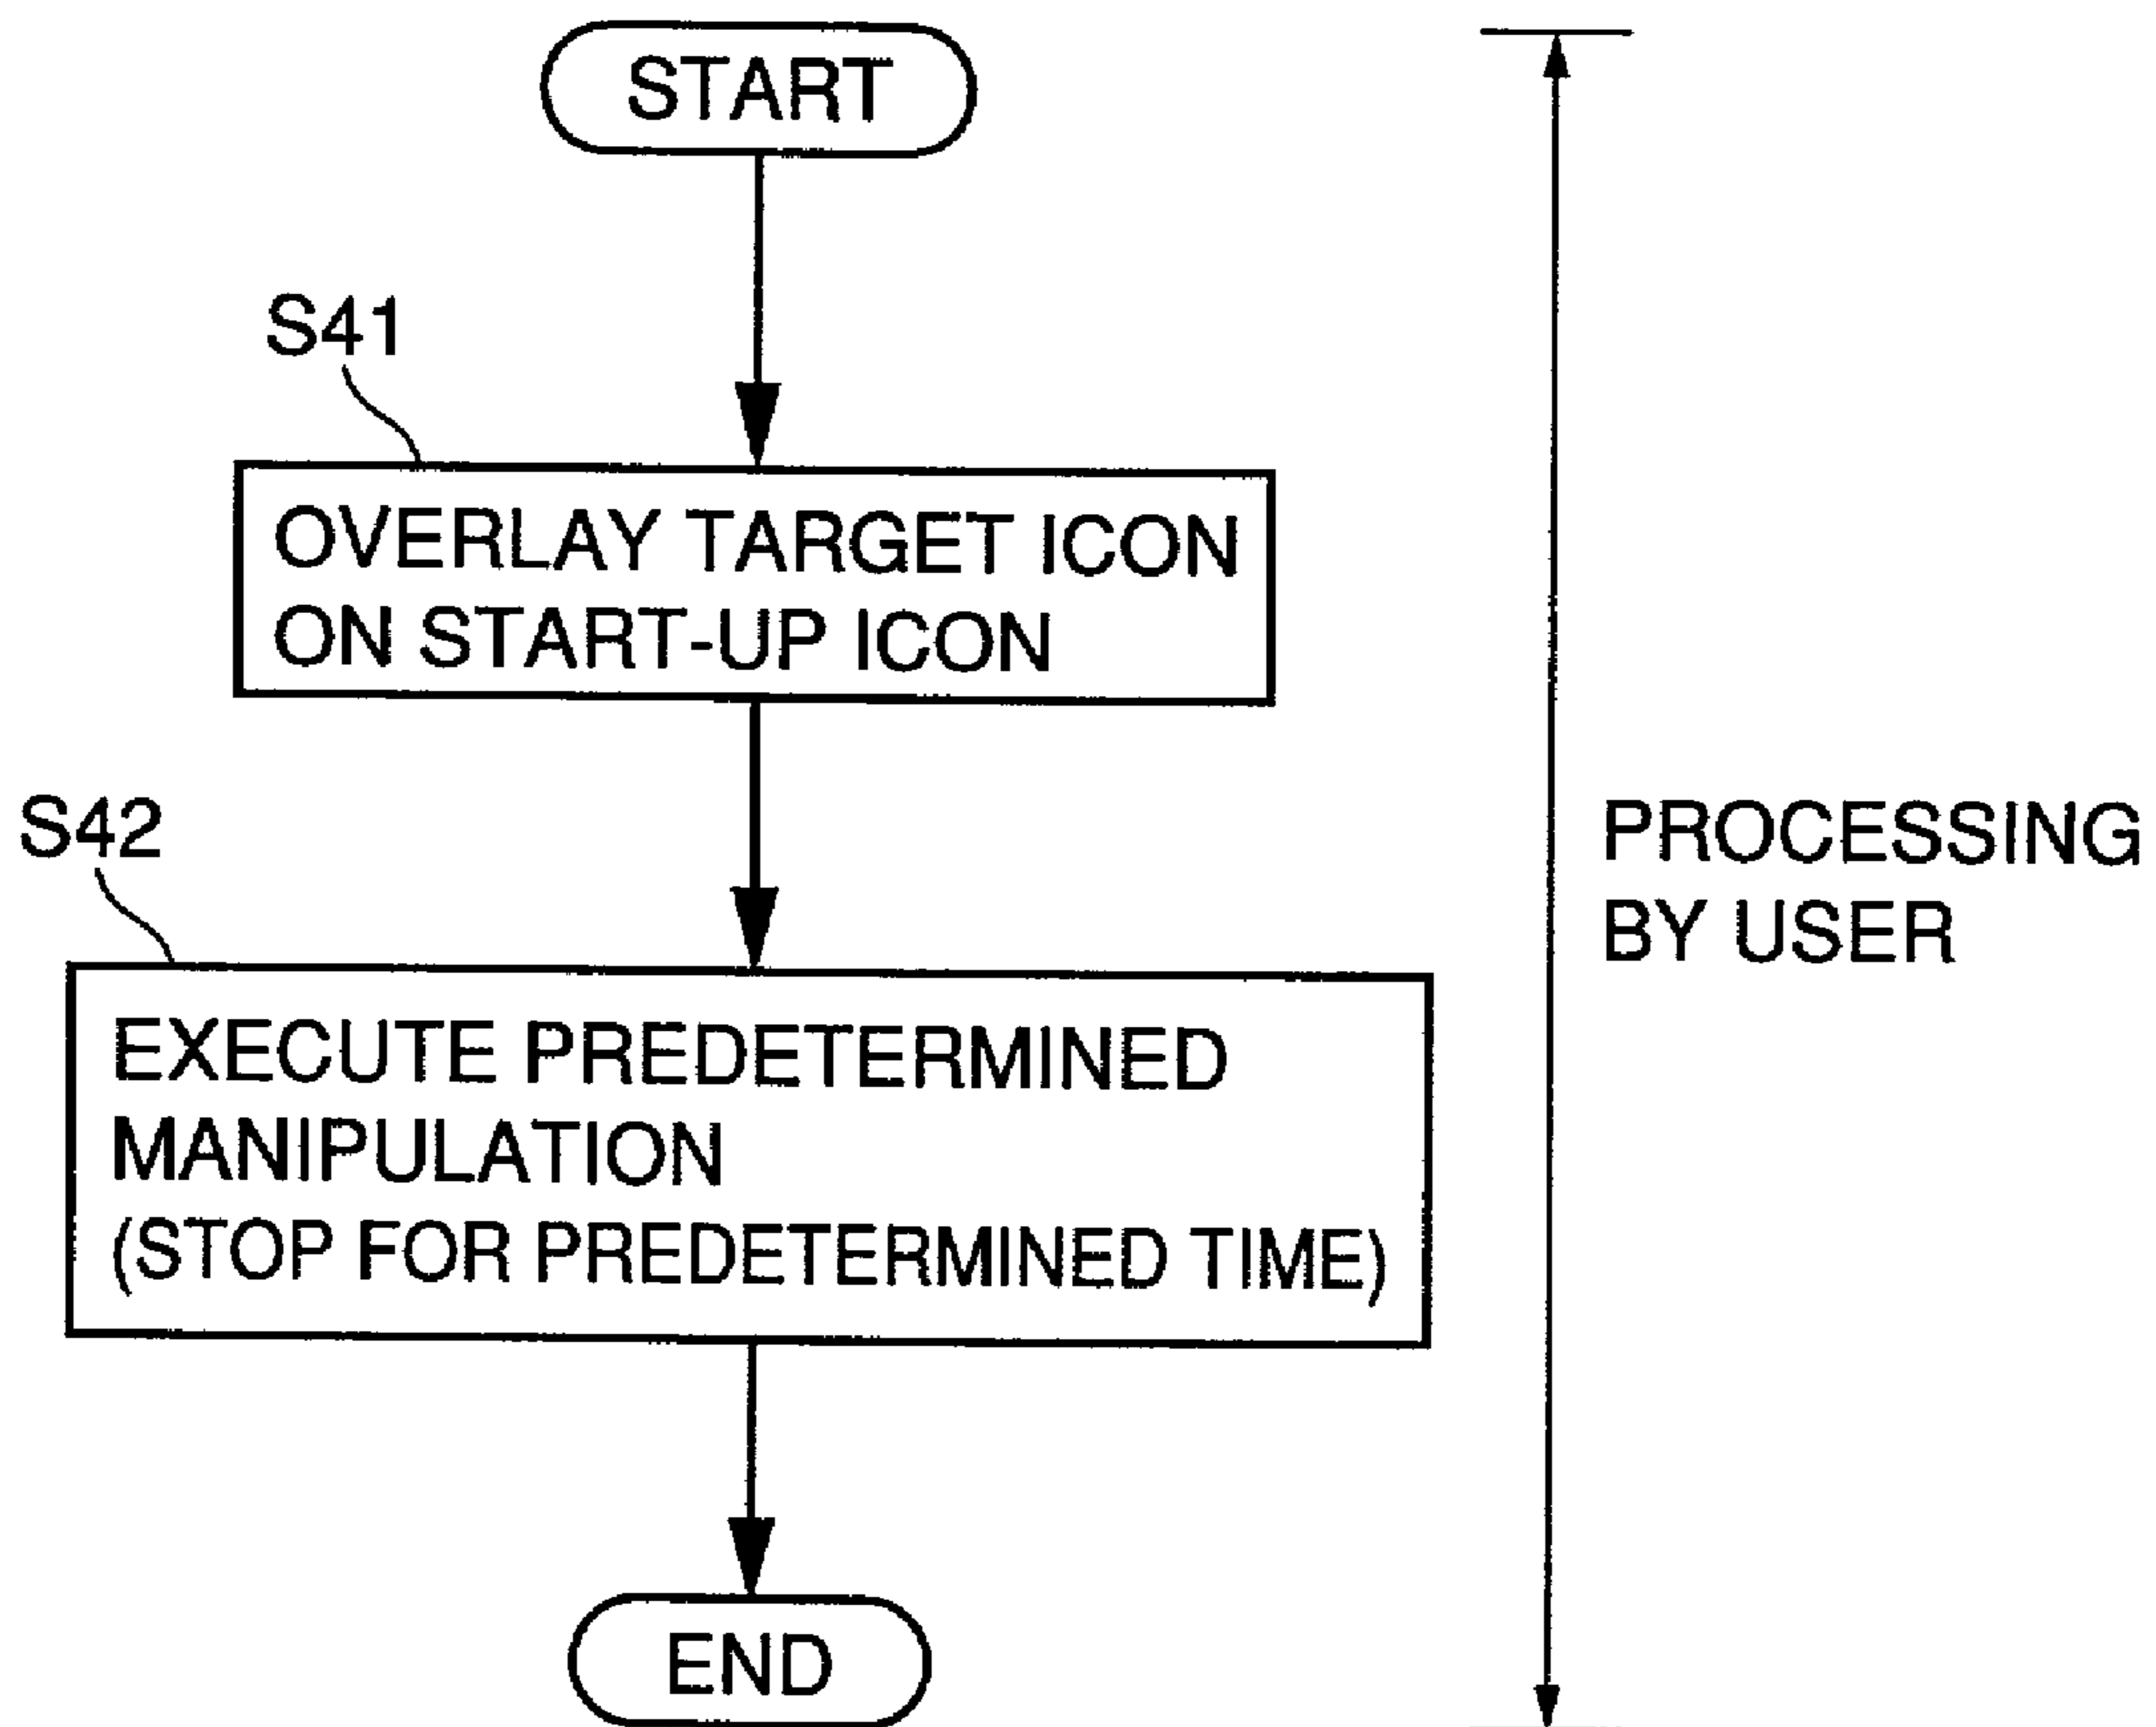 START
S41
OVERLAY TARGET ICON
ON START-UP ICON
S42
EXECUTE PREDETERMINED
MANIPULATION
(STOP FOR PREDETERMINED TIME)
END
PROCESSING
BY USER